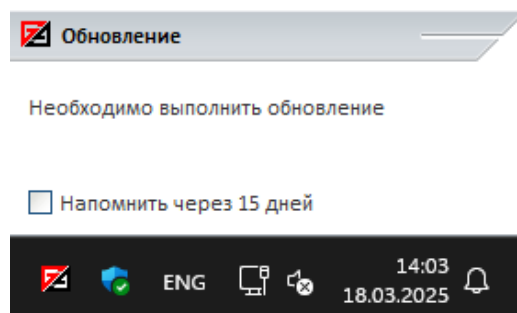 Обновление
Необходимо выполнить обновление
Напомнить через 15 дней
ENG
14:03
18.03.2025